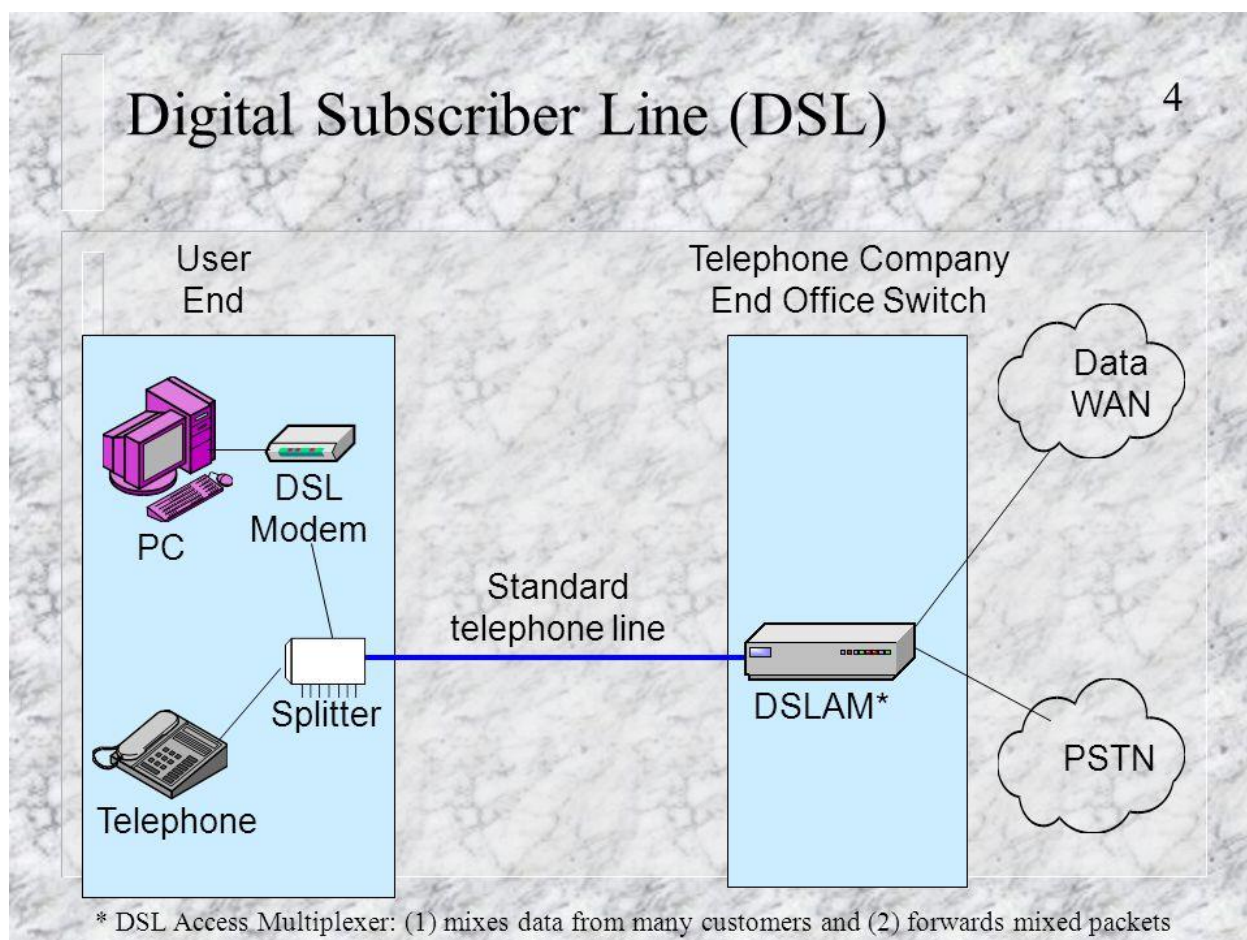 Digital Subscriber Line (DSL)
4
User
End
Telephone Company
End Office Switch
Data
WAN
DSL
Modem
PC
Standard
telephone line
Splitter
DSLAM*
PSTN
Telephone
* DSL Access Multiplexer: (1) mixes data from many customers and (2) forwards mixed packets